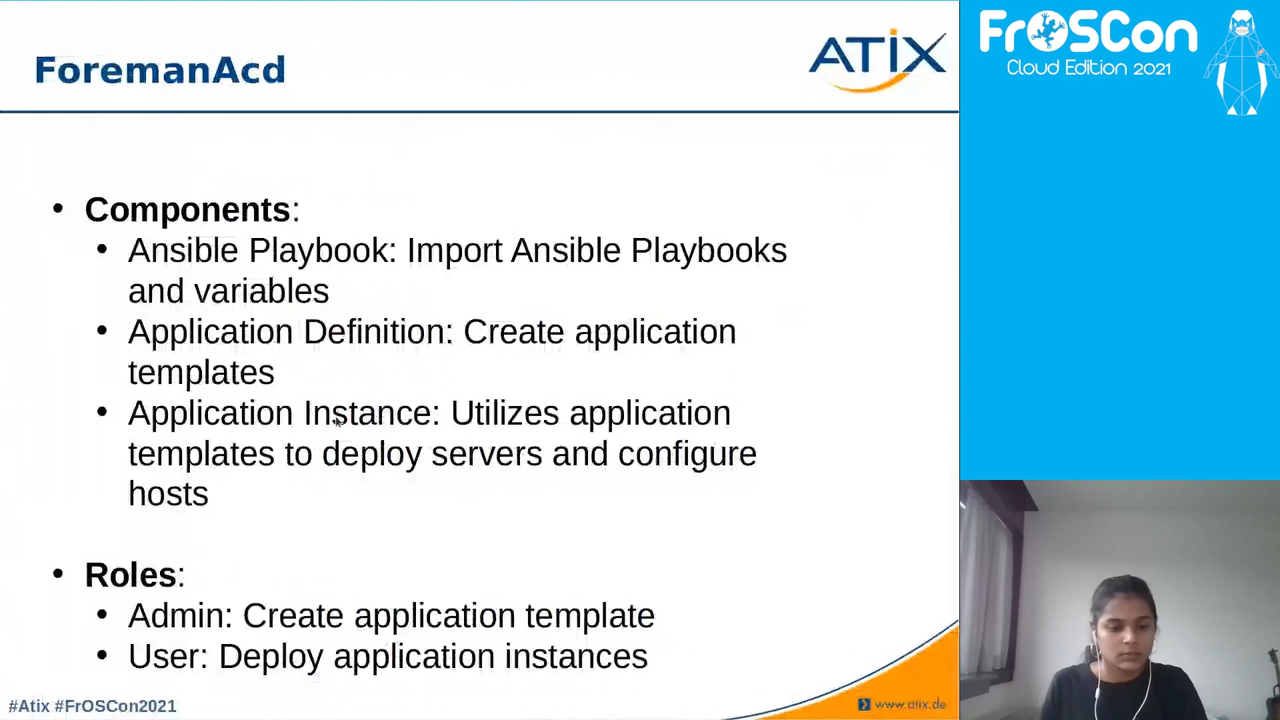 ForemanAcd
ATIX
FrOSCon
Cloud Edition 2021
• Components:
• Ansible Playbook: Import Ansible Playbooks
and variables
• Application Definition: Create application
templates
• Application Instance: Utilizes application
templates to deploy servers and configure
hosts
• Roles:
• Admin: Create application template
• User: Deploy application instances
#Atix #FrOSCon2021
www.atix.de